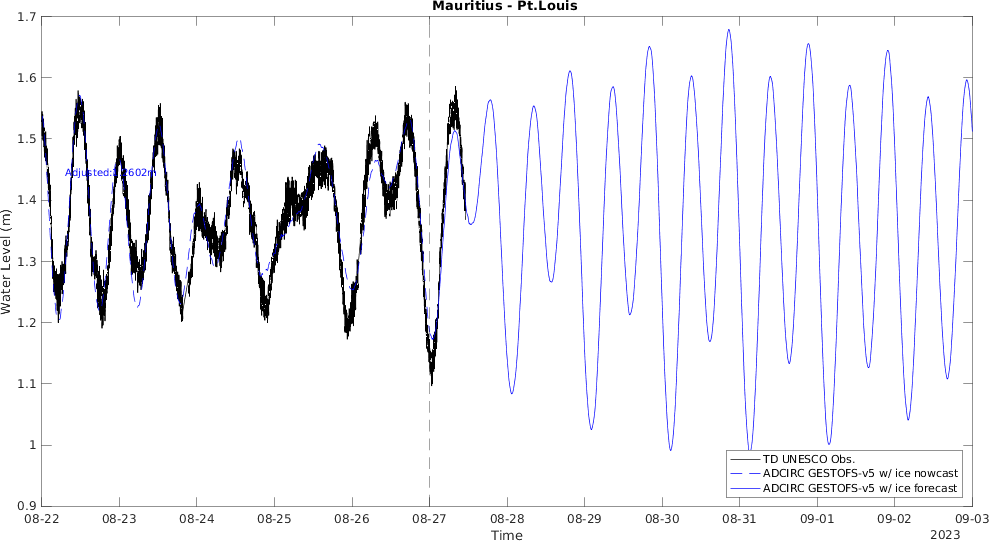 Mauritius - Pt.Louis
1.7
1.6
1.5
1.4
1.3
1.2
1.1
1
0.9
Water Level (m)
TD UNESCO Obs.
ADCIRC GESTOFS-v5 w/ ice nowcast
ADCIRC GESTOFS-v5 w/ ice forecast
08-22 08-23 08-24 08-25 08-26 08-27 08-28 08-29 08-30 08-31 09-01 09-02 09-03
Time
2023